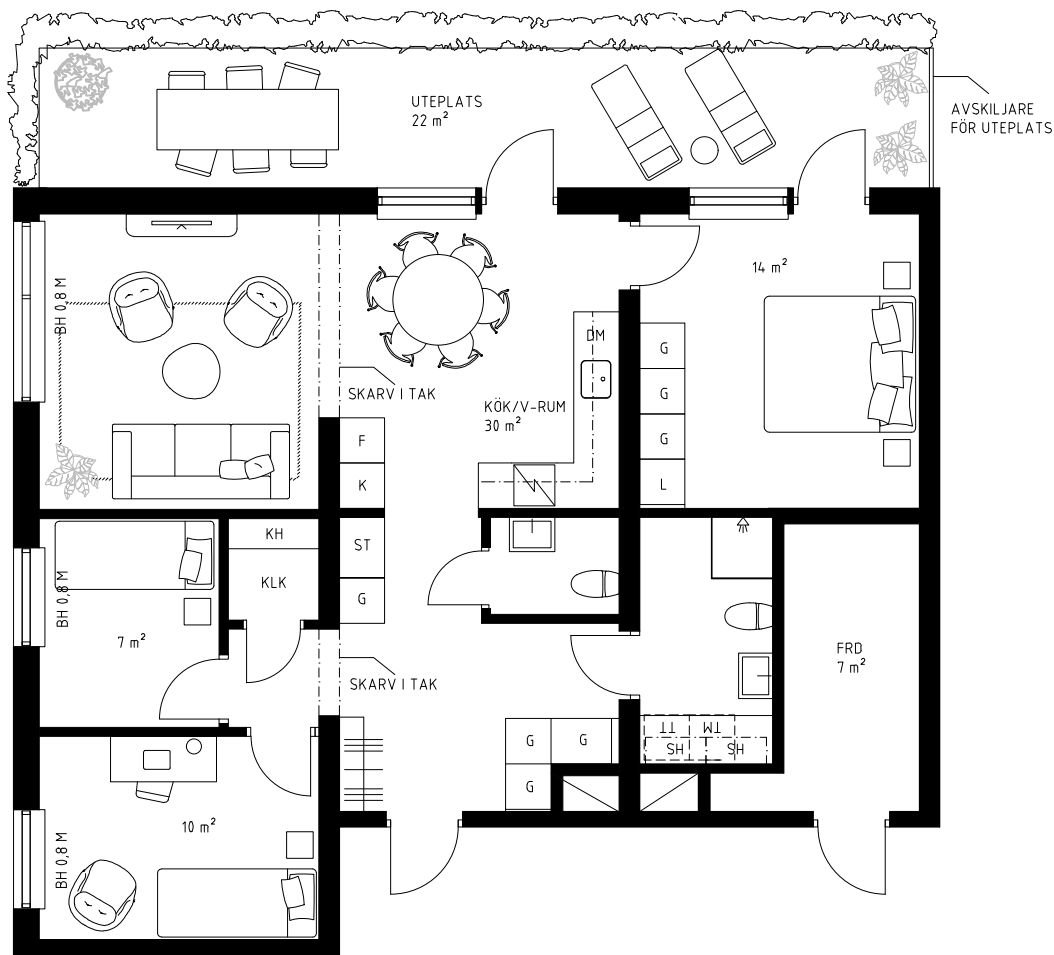 UTEPLATS
22 m²
AVSKILJARE
FÖR UTEPLATS
14 m²
BH 0,8 M
DM
G
SKARV I TAK
G
KÖK/V-RUM
30 m²
F
G
K
L
KH
ST
KLK
BH 0,8 M
G
7 m²
FRD
7 m²
SKARV I TAK
TT
TM
SH
SH
G
G
G
10 m²
BH 0,8 M